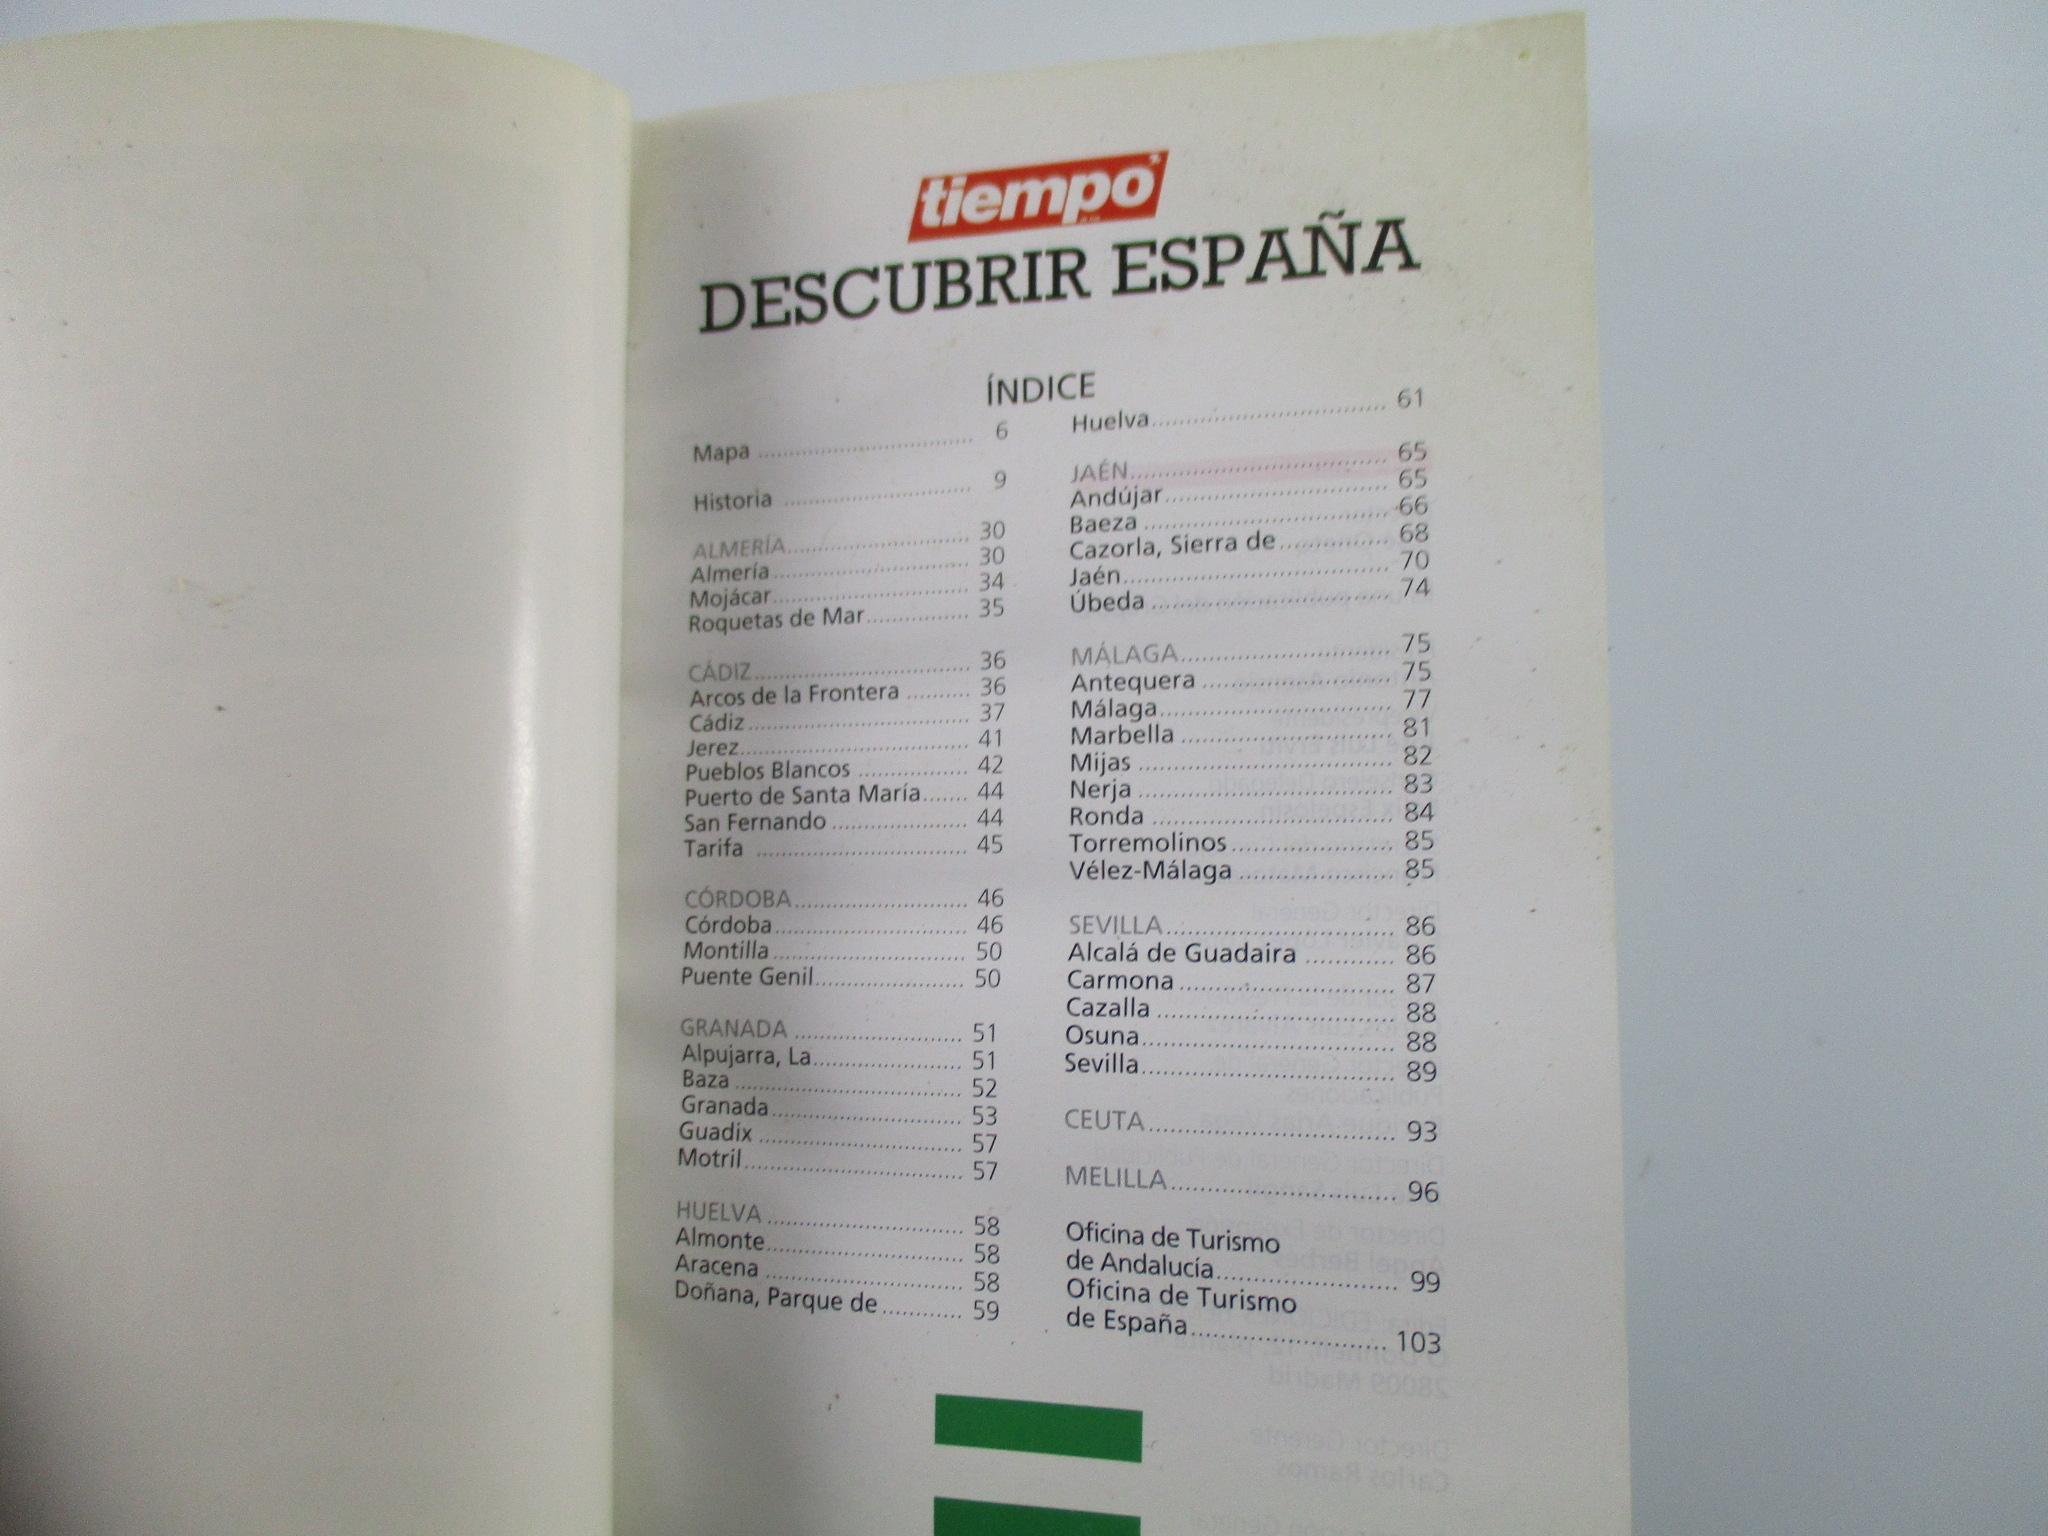 tiempo
DESCUBRIR ESPAÑA
ÍNDICE
Mapa ........ 6
Historia ........ 9
ALMERÍA ........ 30
Almería ........ 30
Mojácar ........ 34
Roquetas de Mar ........ 35
CÁDIZ ........ 36
Arcos de la Frontera ........ 36
Cádiz ........ 37
Jerez ........ 41
Pueblos Blancos ........ 42
Puerto de Santa María ........ 44
San Fernando ........ 44
Tarifa ........ 45
CÓRDOBA ........ 46
Córdoba ........ 46
Montilla ........ 50
Puente Genil ........ 50
GRANADA ........ 51
Alpujarra, La ........ 51
Baza ........ 52
Granada ........ 53
Guadix ........ 57
Motril ........ 57
HUELVA ........ 58
Almonte ........ 58
Aracena ........ 58
Doñana, Parque de ........ 59
Huelva ........ 61
JAÉN ........ 65
Andújar ........ 65
Baeza ........ 66
Cazorla, Sierra de ........ 68
Jaén ........ 70
Úbeda ........ 74
MÁLAGA ........ 75
Antequera ........ 75
Málaga ........ 77
Marbella ........ 81
Mijas ........ 82
Nerja ........ 83
Ronda ........ 84
Torremolinos ........ 85
Vélez-Málaga ........ 85
SEVILLA ........ 86
Alcalá de Guadaira ........ 86
Carmona ........ 87
Cazalla ........ 88
Osuna ........ 88
Sevilla ........ 89
CEUTA ........ 93
MELILLA ........ 96
Oficina de Turismo
de Andalucía ........ 99
Oficina de Turismo
de España ........ 103